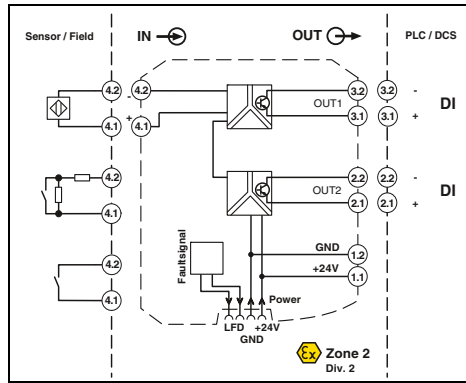 Sensor / Field
IN
OUT
PLC / DCS
4.2
4.2
-
3.2
3.2
-
OUT1
DI
4.1
+
4.1
3.1
3.1
+
4.2
2.2
2.2
-
OUT2
DI
4.1
2.1
2.1
+
Faultsignal
GND
1.2
4.2
+24V
1.1
4.1
Power
LFD
+24V
GND
Ex
Zone 2
Div. 2